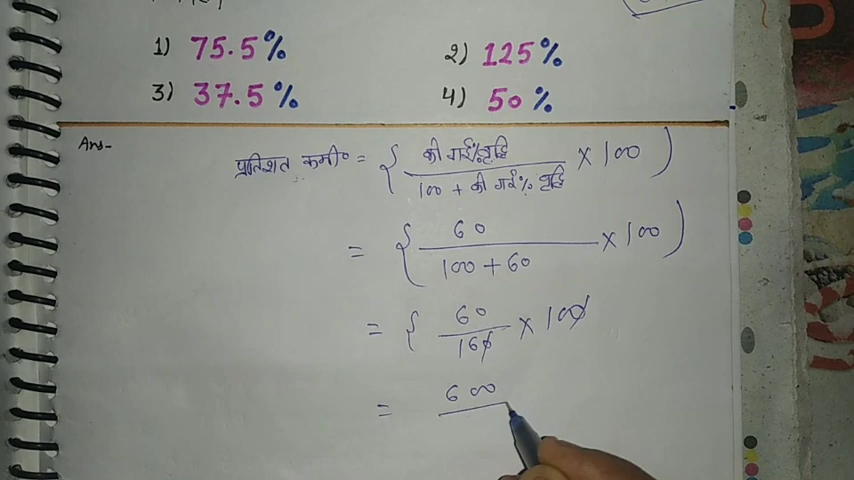 1) 75.5% 2) 125%
3) 37.5% 4) 50%
Ans-
प्रतिशत कमी० = { की गई % वृद्धि / 100 + की गई % वृद्धि × 100 )
= { 60 / 100 + 60 × 100 )
= { 60 / 160 × 100
= 600